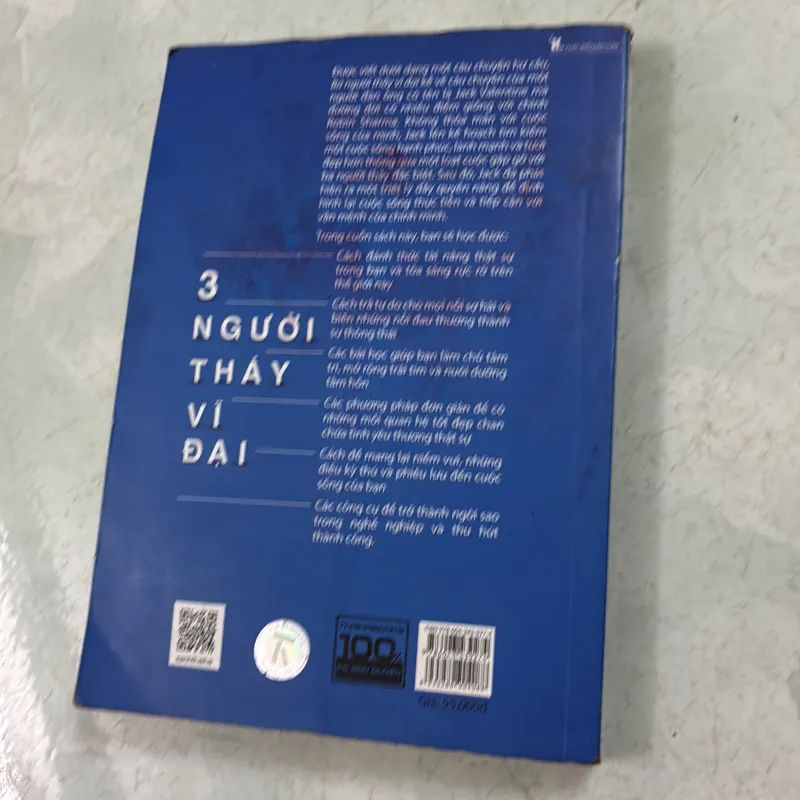 Được viết dưới dạng một câu chuyện hư cấu,
ba người thầy vĩ đại kể về câu chuyện của một
người đàn ông có tên là Jack Valentine mà
đường đời có nhiều điểm giống với chính
Robin Sharma. Không thỏa mãn với cuộc
sống của mình, Jack lên kế hoạch tìm kiếm
một cuộc sống hạnh phúc, lành mạnh và tươi
đẹp hơn thông qua một loạt cuộc gặp gỡ với
ba người thầy đặc biệt. Sau đó, Jack đã phát
hiện ra một triết lý đầy quyền năng để định
hình lại cuộc sống thực tiễn và tiếp cận với
vận mệnh của chính mình.
Trong cuốn sách này, bạn sẽ học được:
Cách đánh thức tài năng thật sự
trong bạn và tỏa sáng rực rỡ trên
thế giới này
Cách trả tự do cho mọi nỗi sợ hãi và
biến những nỗi đau thương thành
sự thông thái
Các bài học giúp bạn làm chủ tâm
trí, mở rộng trái tim và nuôi dưỡng
tâm hồn
Các phương pháp đơn giản để có
những mối quan hệ tốt đẹp chan
chứa tình yêu thương thật sự
Cách để mang lại niềm vui, những
điều kỳ thú và phiêu lưu đến cuộc
sống của bạn
Các công cụ để trở thành ngôi sao
trong nghề nghiệp và thu hút
thành công.
3
NGƯỜI
THẦY
VĨ
ĐẠI
100%
Giá: 99.000đ